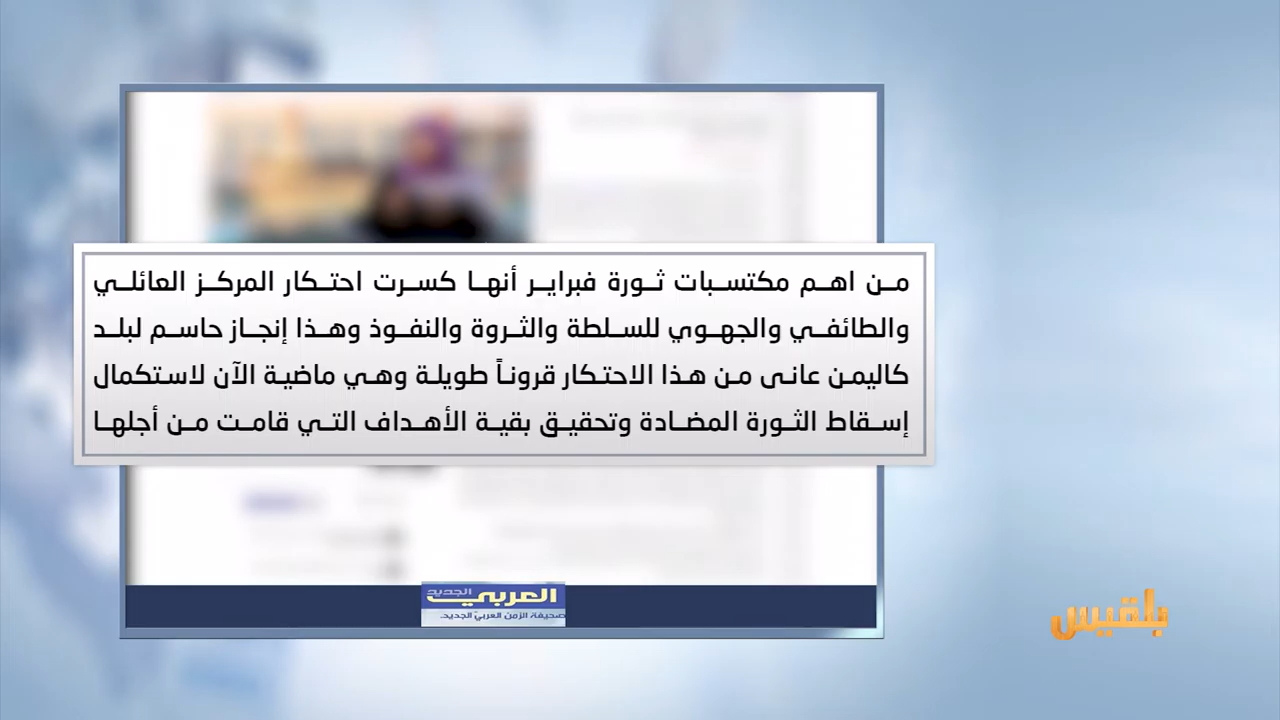 من اهم مكتسبات ثورة فبراير أنها كسرت احتكار المركز العائلي
والطائفي والجهوي للسلطة والثروة والنفوذ وهذا إنجاز حاسم لبلد
كاليمن عانى من هذا الاحتكار قروناً طويلة وهي ماضية الآن لاستكمال
إسقاط الثورة المضادة وتحقيق بقية الأهداف التي قامت من أجلها
العربي الجديد
صحيفة الزمن العربيّ الجديد.
بلقيس